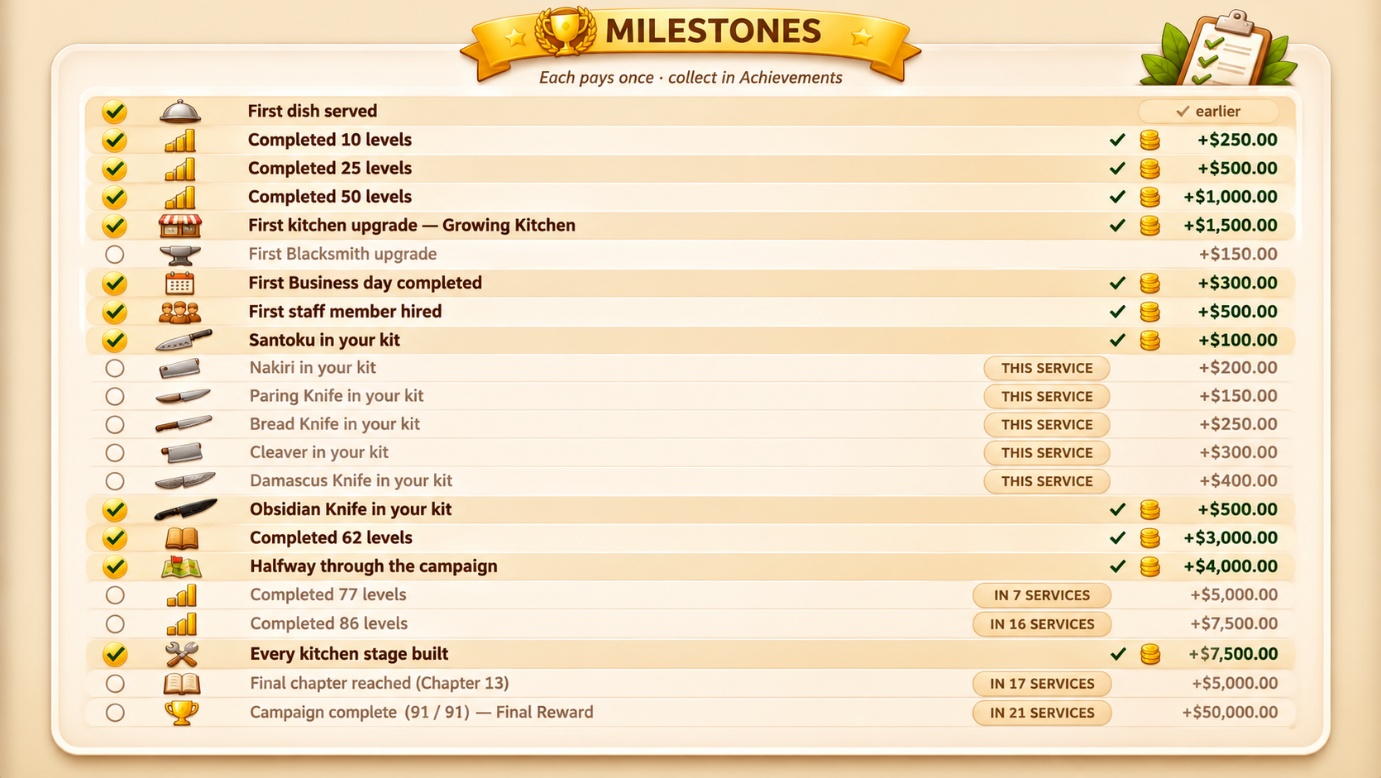 MILESTONES
Each pays once · collect in Achievements
First dish served earlier
Completed 10 levels +$250.00
Completed 25 levels +$500.00
Completed 50 levels +$1,000.00
First kitchen upgrade — Growing Kitchen +$1,500.00
First Blacksmith upgrade +$150.00
First Business day completed +$300.00
First staff member hired +$500.00
Santoku in your kit +$100.00
Nakiri in your kit THIS SERVICE +$200.00
Paring Knife in your kit THIS SERVICE +$150.00
Bread Knife in your kit THIS SERVICE +$250.00
Cleaver in your kit THIS SERVICE +$300.00
Damascus Knife in your kit THIS SERVICE +$400.00
Obsidian Knife in your kit +$500.00
Completed 62 levels +$3,000.00
Halfway through the campaign +$4,000.00
Completed 77 levels IN 7 SERVICES +$5,000.00
Completed 86 levels IN 16 SERVICES +$7,500.00
Every kitchen stage built +$7,500.00
Final chapter reached (Chapter 13) IN 17 SERVICES +$5,000.00
Campaign complete (91 / 91) — Final Reward IN 21 SERVICES +$50,000.00